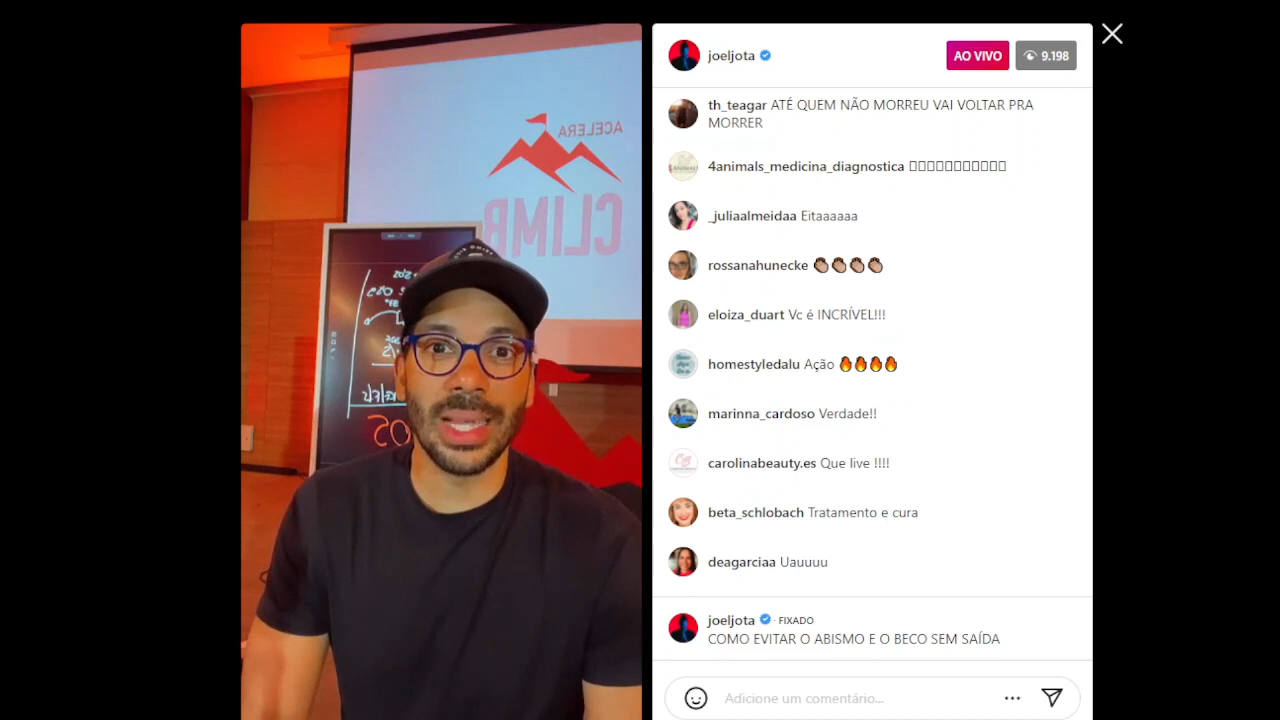 ACELERA
CLIMB
joeljota
AO VIVO
9.198
th_teagar ATÉ QUEM NÃO MORREU VAI VOLTAR PRA
MORRER
4animals_medicina_diagnostica
_juliaalmeidaa Eitaaaaaa
rossanahunecke 👏🏽👏🏽👏🏽👏🏽
eloiza_duart Vc é INCRÍVEL!!!
homestyledalu Ação 🔥🔥🔥🔥
marinna_cardoso Verdade!!
carolinabeauty.es Que live !!!!
beta_schlobach Tratamento e cura
deagarciaa Uauuuu
joeljota · FIXADO
COMO EVITAR O ABISMO E O BECO SEM SAÍDA
Adicione um comentário...